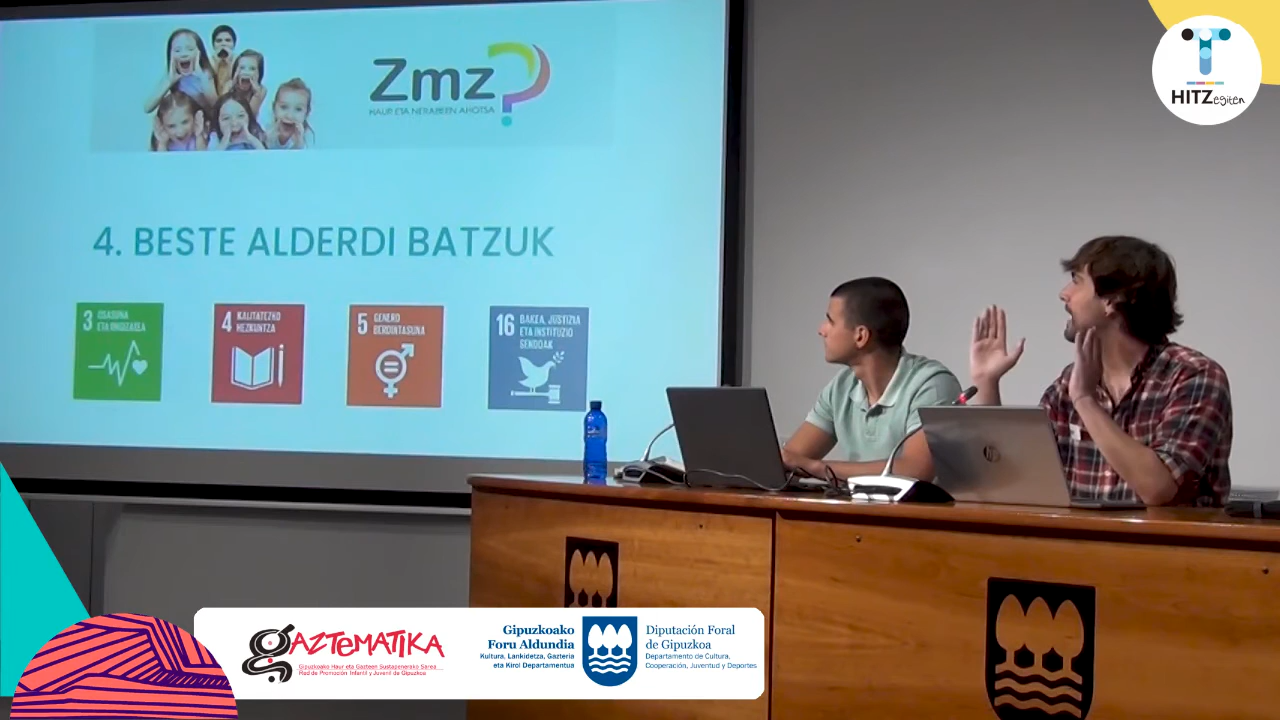 Zmz?
HAUR ETA NERABEEN AHOTSA
4. BESTE ALDERDI BATZUK
3 OSASUNA
ETA ONGIZATEA
4 KALITATEZKO
HEZKUNTZA
5 GENERO
BERDINTASUNA
16 BAKEA, JUSTIZIA
ETA INSTITUZIO
SENDOAK
HITZegiten
hp
gAZTEMATIKA
Gipuzkoako Haur eta Gazteen Sustapenerako Sarea
Red de Promoción Infantil y Juvenil de Gipuzkoa
Gipuzkoako
Foru Aldundia
Kultura, Lankidetza, Gazteria
eta Kirol Departamentua
Diputación Foral
de Gipuzkoa
Departamento de Cultura,
Cooperación, Juventud y Deportes